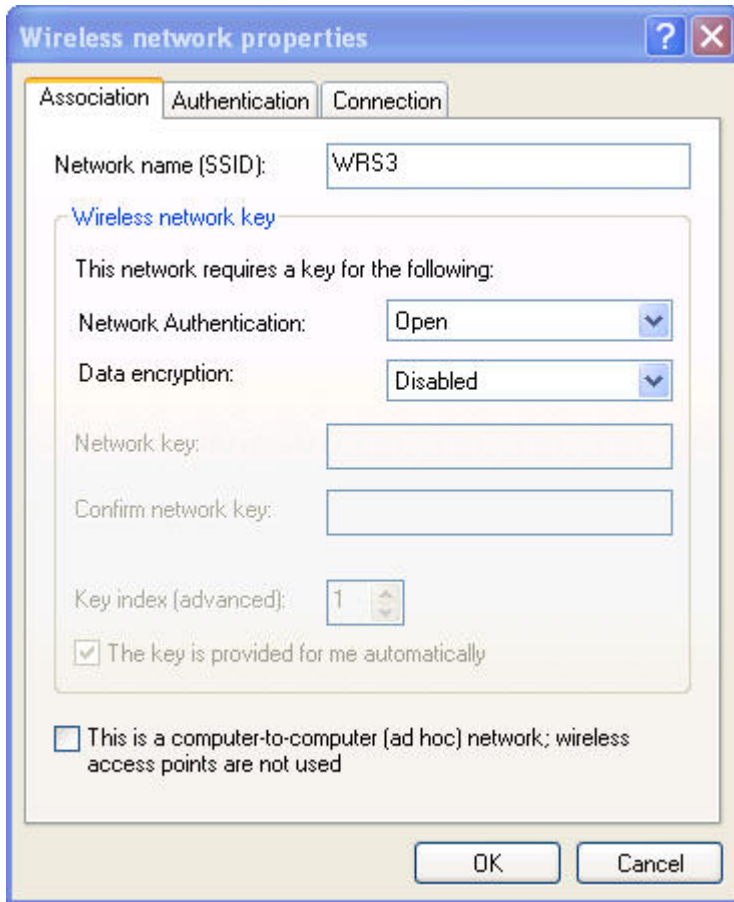 Wireless network properties
Association
Authentication
Connection
Network name (SSID):
WRS3
Wireless network key
This network requires a key for the following:
Network Authentication:
Open
Data encryption:
Disabled
Network key:
Confirm network key:
Key index (advanced):
1
The key is provided for me automatically
This is a computer-to-computer (ad hoc) network; wireless
access points are not used
OK
Cancel